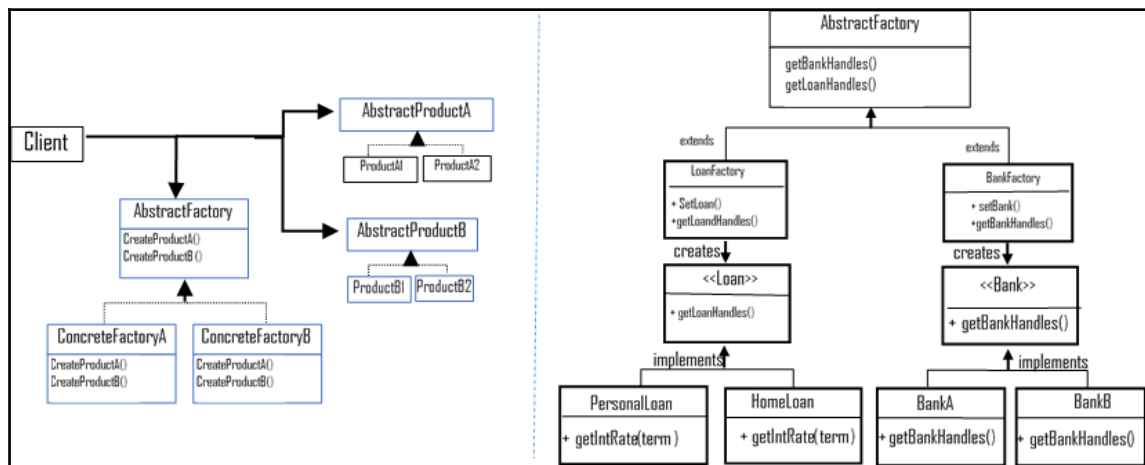 Client
AbstractProductA
ProductA1
ProductA2
AbstractFactory
CreateProductA()
CreateProductB()
AbstractProductB
ProductB1
ProductB2
ConcreteFactoryA
CreateProductA()
CreateProductB()
ConcreteFactoryB
CreateProductA()
CreateProductB()
AbstractFactory
getBankHandles()
getLoanHandles()
extends
extends
LoanFactory
+ SetLoan()
+getLoandHandles()
BankFactory
+ setBank()
+getBankHandles()
creates
creates
<<Loan>>
+ getLoanHandles()
<<Bank>>
+ getBankHandles()
implements
implements
PersonalLoan
+ getIntRate(term)
HomeLoan
+ getIntRate(term)
BankA
+ getBankHandles()
BankB
+ getBankHandles()